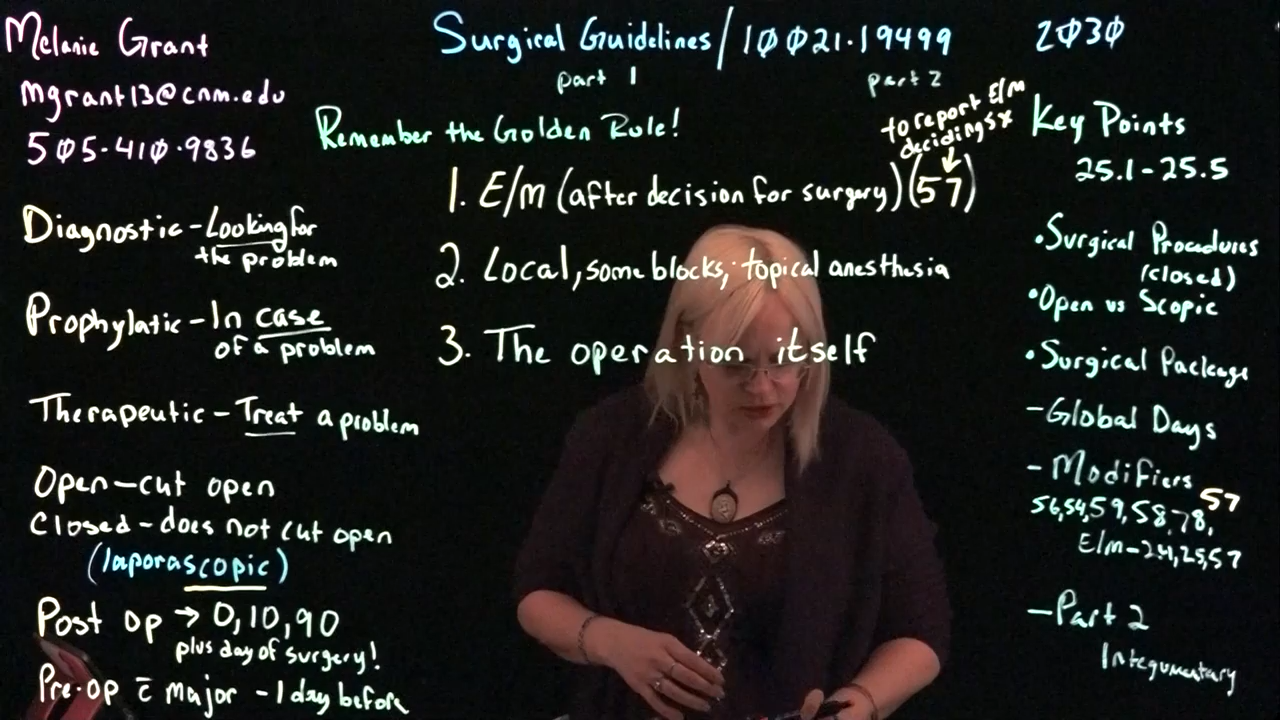 Melanie Grant
mgrant13@cnm.edu
505-410-9836
Diagnostic - Looking for
the problem
Prophylatic - In case
of a problem
Therapeutic - Treat a problem
Open - cut open
Closed - does not cut open
(laporascopic)
Post op → 0,10,90
plus day of surgery!
Pre-op c̄ major - 1 day before
Surgical Guidelines/10021-19499
part 1 part 2
Remember the Golden Rule!
to report E/M
deciding sx
1. E/m (after decision for surgery) (57)
2. Local, some blocks, topical anesthesia
3. The operation itself
2030
Key Points
25.1 - 25.5
• Surgical Procedures
(closed)
• Open vs Scopic
• Surgical Package
- Global Days
- Modifiers
57
56,54,59,58,78,
E/m - 24,25,57
- Part 2
Integumentary